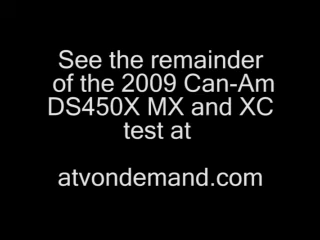 See the remainder
of the 2009 Can-Am
DS450X MX and XC
test at
atvondemand.com